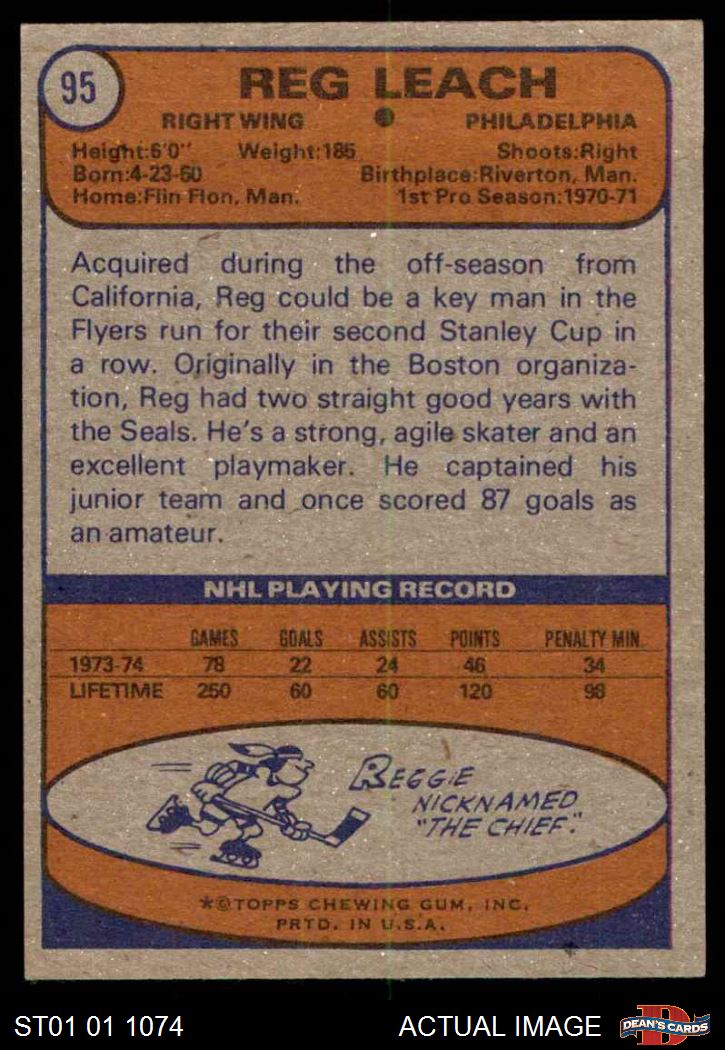 95
REG LEACH
RIGHT WING PHILADELPHIA
Height:6'0" Weight:185 Shoots:Right
Born:4-23-50 Birthplace:Riverton, Man.
Home:Flin Flon, Man. 1st Pro Season:1970-71
Acquired during the off-season from
California, Reg could be a key man in the
Flyers run for their second Stanley Cup in
a row. Originally in the Boston organiza-
tion, Reg had two straight good years with
the Seals. He's a strong, agile skater and an
excellent playmaker. He captained his
junior team and once scored 87 goals as
an amateur.
NHL PLAYING RECORD
GAMES GOALS ASSISTS POINTS PENALTY MIN.
1973-74 78 22 24 46 34
LIFETIME 250 60 60 120 98
REGGIE
NICKNAMED
"THE CHIEF."
*©TOPPS CHEWING GUM, INC.
PRTD. IN U.S.A.
*
ST01 01 1074 ACTUAL IMAGE D DEAN'S CARDS